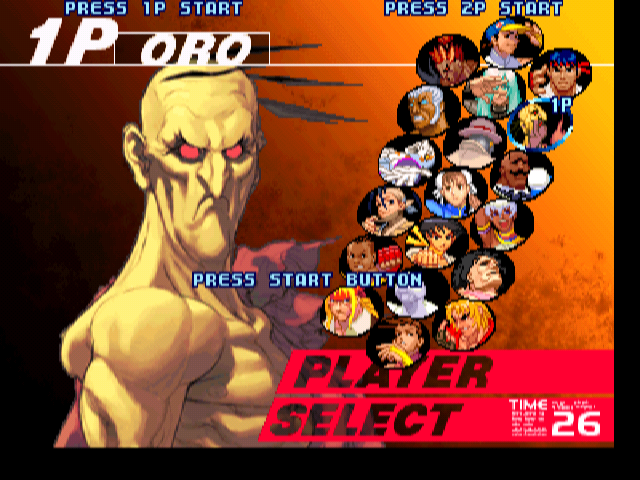 PRESS 1P START
PRESS 2P START
1P ORO
1P
PRESS START BUTTON
PLAYER
SELECT
TIME
26